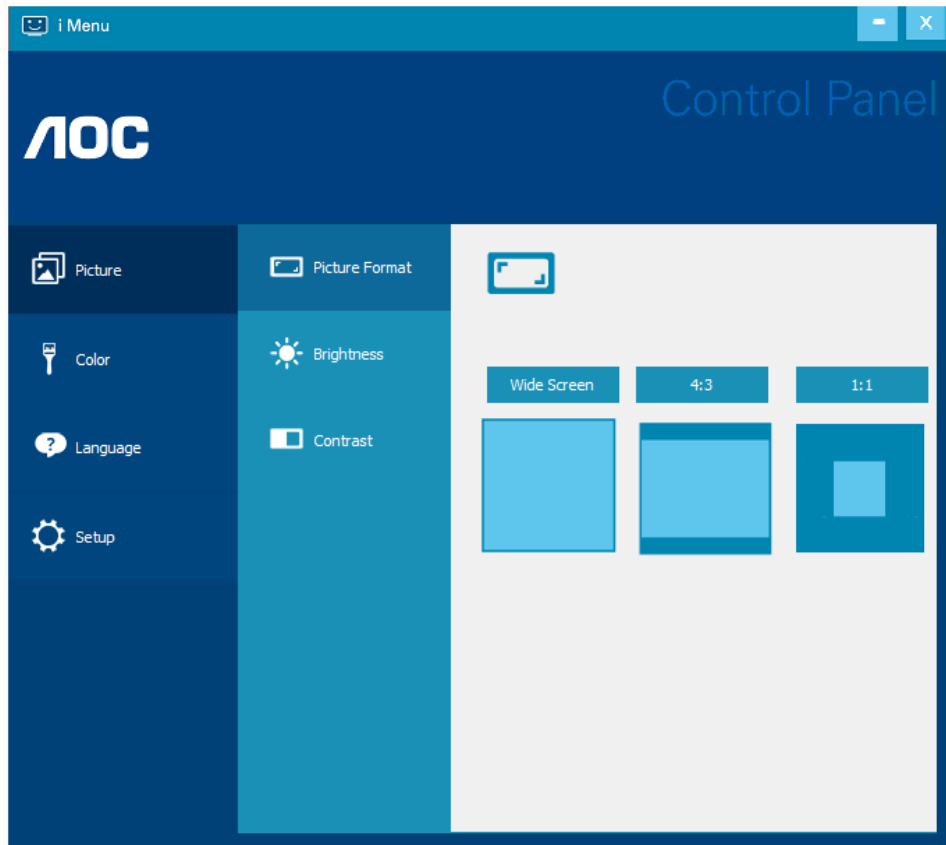 i Menu
Control Panel
AOC
Picture
Color
Language
Setup
Picture Format
Brightness
Contrast
Wide Screen
4:3
1:1